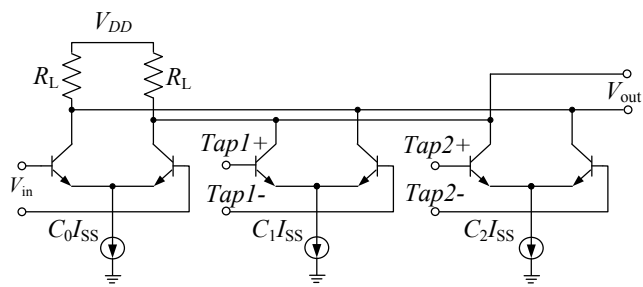 V_DD
R_L R_L
V_out
Tap1+ Tap2+
V_in
Tap1- Tap2-
C_0I_SS C_1I_SS C_2I_SS